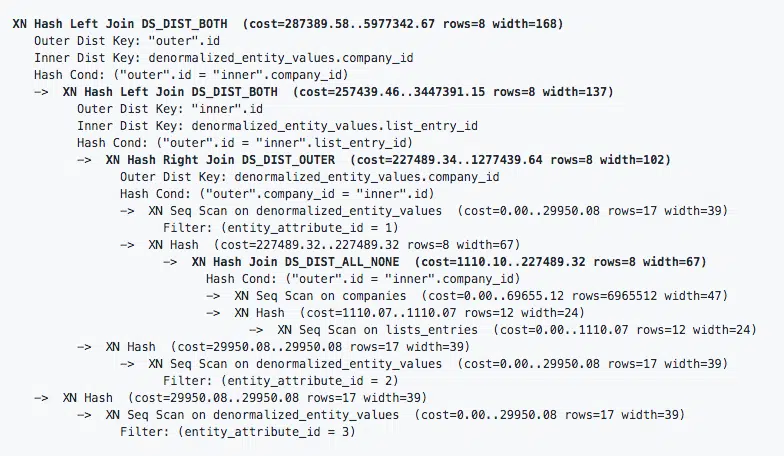 XN Hash Left Join DS_DIST_BOTH  (cost=287389.58..5977342.67 rows=8 width=168)
   Outer Dist Key: "outer".id
   Inner Dist Key: denormalized_entity_values.company_id
   Hash Cond: ("outer".id = "inner".company_id)
   ->  XN Hash Left Join DS_DIST_BOTH  (cost=257439.46..3447391.15 rows=8 width=137)
         Outer Dist Key: "inner".id
         Inner Dist Key: denormalized_entity_values.list_entry_id
         Hash Cond: ("outer".id = "inner".list_entry_id)
         ->  XN Hash Right Join DS_DIST_OUTER  (cost=227489.34..1277439.64 rows=8 width=102)
               Outer Dist Key: denormalized_entity_values.company_id
               Hash Cond: ("outer".company_id = "inner".id)
               ->  XN Seq Scan on denormalized_entity_values  (cost=0.00..29950.08 rows=17 width=39)
                     Filter: (entity_attribute_id = 1)
               ->  XN Hash  (cost=227489.32..227489.32 rows=8 width=67)
                     ->  XN Hash Join DS_DIST_ALL_NONE  (cost=1110.10..227489.32 rows=8 width=67)
                           Hash Cond: ("outer".id = "inner".company_id)
                           ->  XN Seq Scan on companies  (cost=0.00..69655.12 rows=6965512 width=47)
                           ->  XN Hash  (cost=1110.07..1110.07 rows=12 width=24)
                                 ->  XN Seq Scan on lists_entries  (cost=0.00..1110.07 rows=12 width=24)
         ->  XN Hash  (cost=29950.08..29950.08 rows=17 width=39)
               ->  XN Seq Scan on denormalized_entity_values  (cost=0.00..29950.08 rows=17 width=39)
                     Filter: (entity_attribute_id = 2)
   ->  XN Hash  (cost=29950.08..29950.08 rows=17 width=39)
         ->  XN Seq Scan on denormalized_entity_values  (cost=0.00..29950.08 rows=17 width=39)
               Filter: (entity_attribute_id = 3)